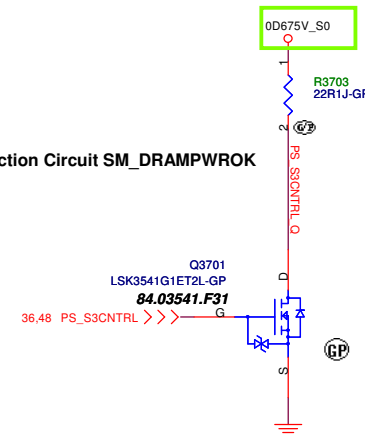 0D675V_S0
1
R3703
22R1J-GP
2
G/P
PS_S3CNTRL_Q
ction Circuit SM_DRAMPWROK
Q3701
LSK3541G1ET2L-GP
84.03541.F31
D
36,48 PS_S3CNTRL
G
S
GP